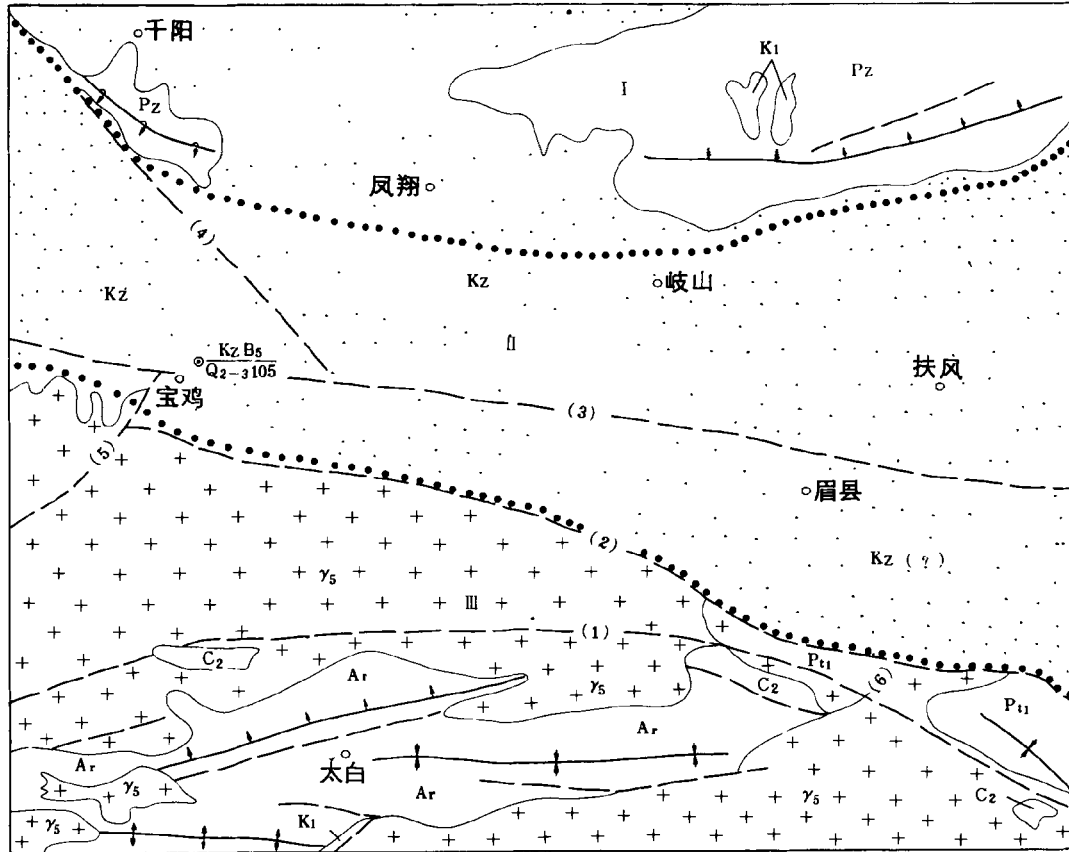 千阳
K1
Pz
I
Pz
凤翔
(4)
Kz
岐山
Kz
II
Kz B5
Q2-3 105
扶风
宝鸡
(3)
(5)
眉县
(2)
Kz (?)
γ5
III
(1)
C2
Pt1
Ar
γ5
C2
(6)
Pt1
Ar
Ar
太白
γ5
Ar
γ5
C2
K1
γ5